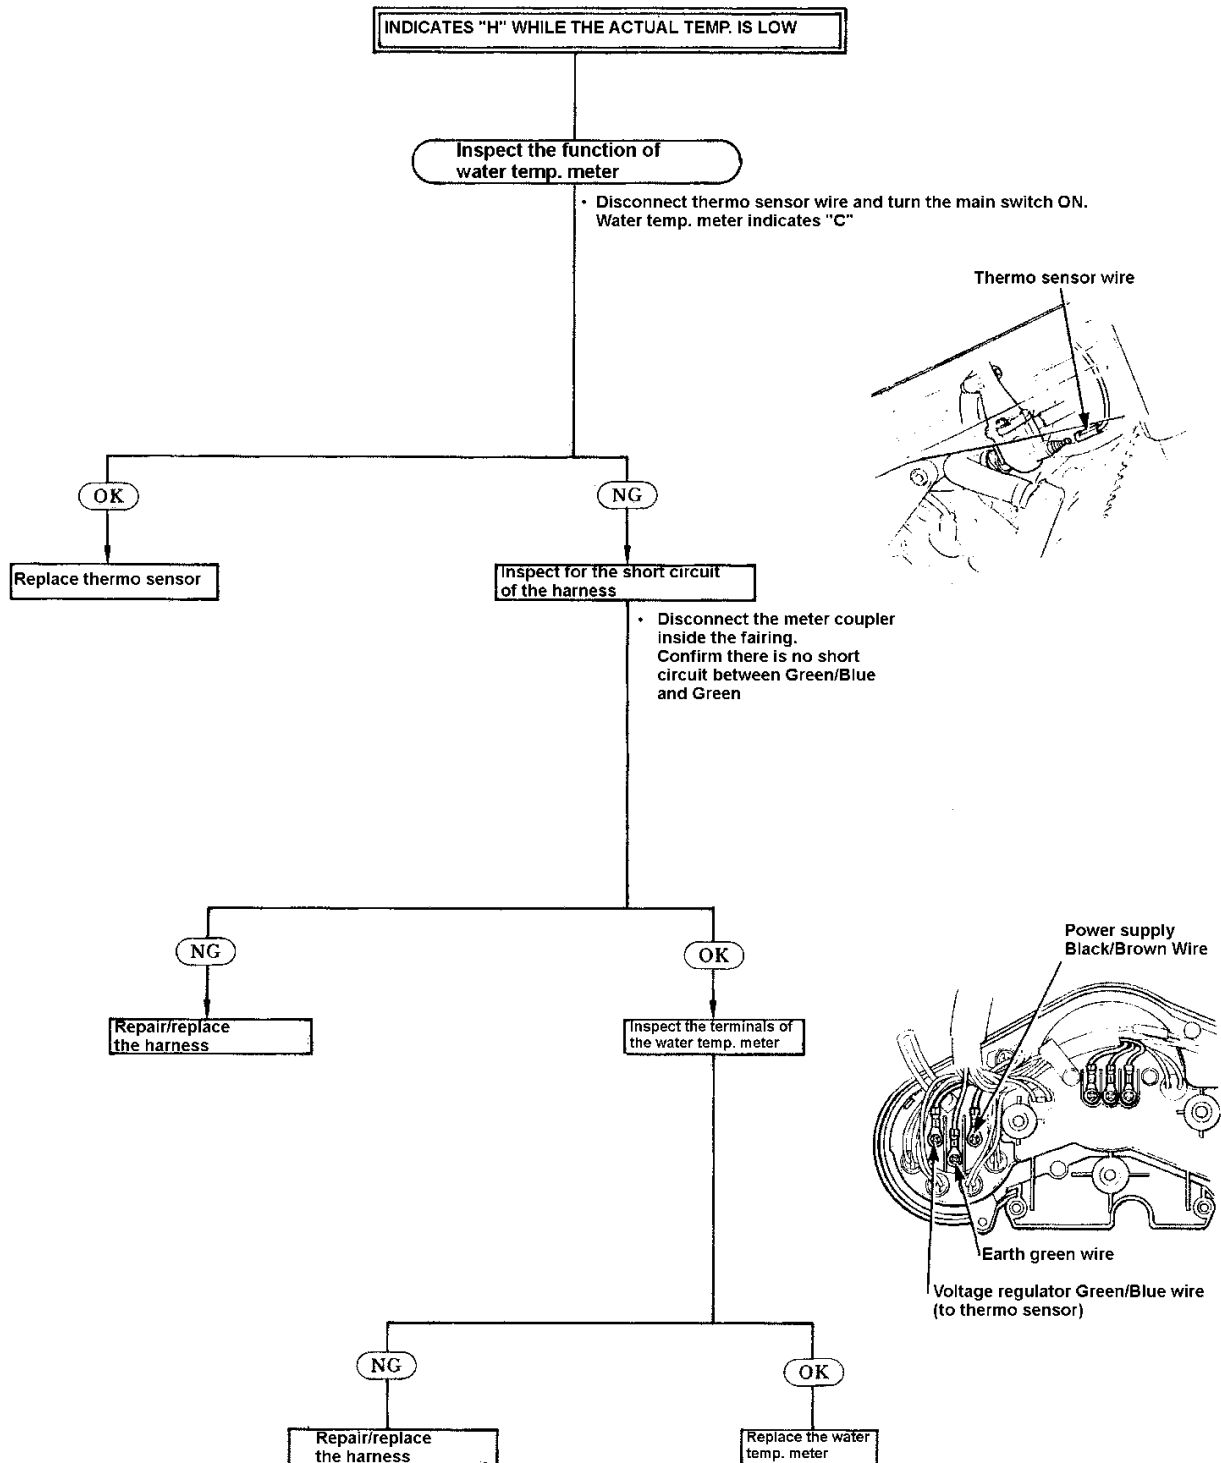 INDICATES "H" WHILE THE ACTUAL TEMP. IS LOW
Inspect the function of
water temp. meter
• Disconnect thermo sensor wire and turn the main switch ON.
Water temp. meter indicates "C"
Thermo sensor wire
OK
NG
Replace thermo sensor
Inspect for the short circuit
of the harness
• Disconnect the meter coupler
inside the fairing.
Confirm there is no short
circuit between Green/Blue
and Green
NG
OK
Power supply
Black/Brown Wire
Repair/replace
the harness
Inspect the terminals of
the water temp. meter
Earth green wire
Voltage regulator Green/Blue wire
(to thermo sensor)
NG
OK
Repair/replace
the harness
Replace the water
temp. meter